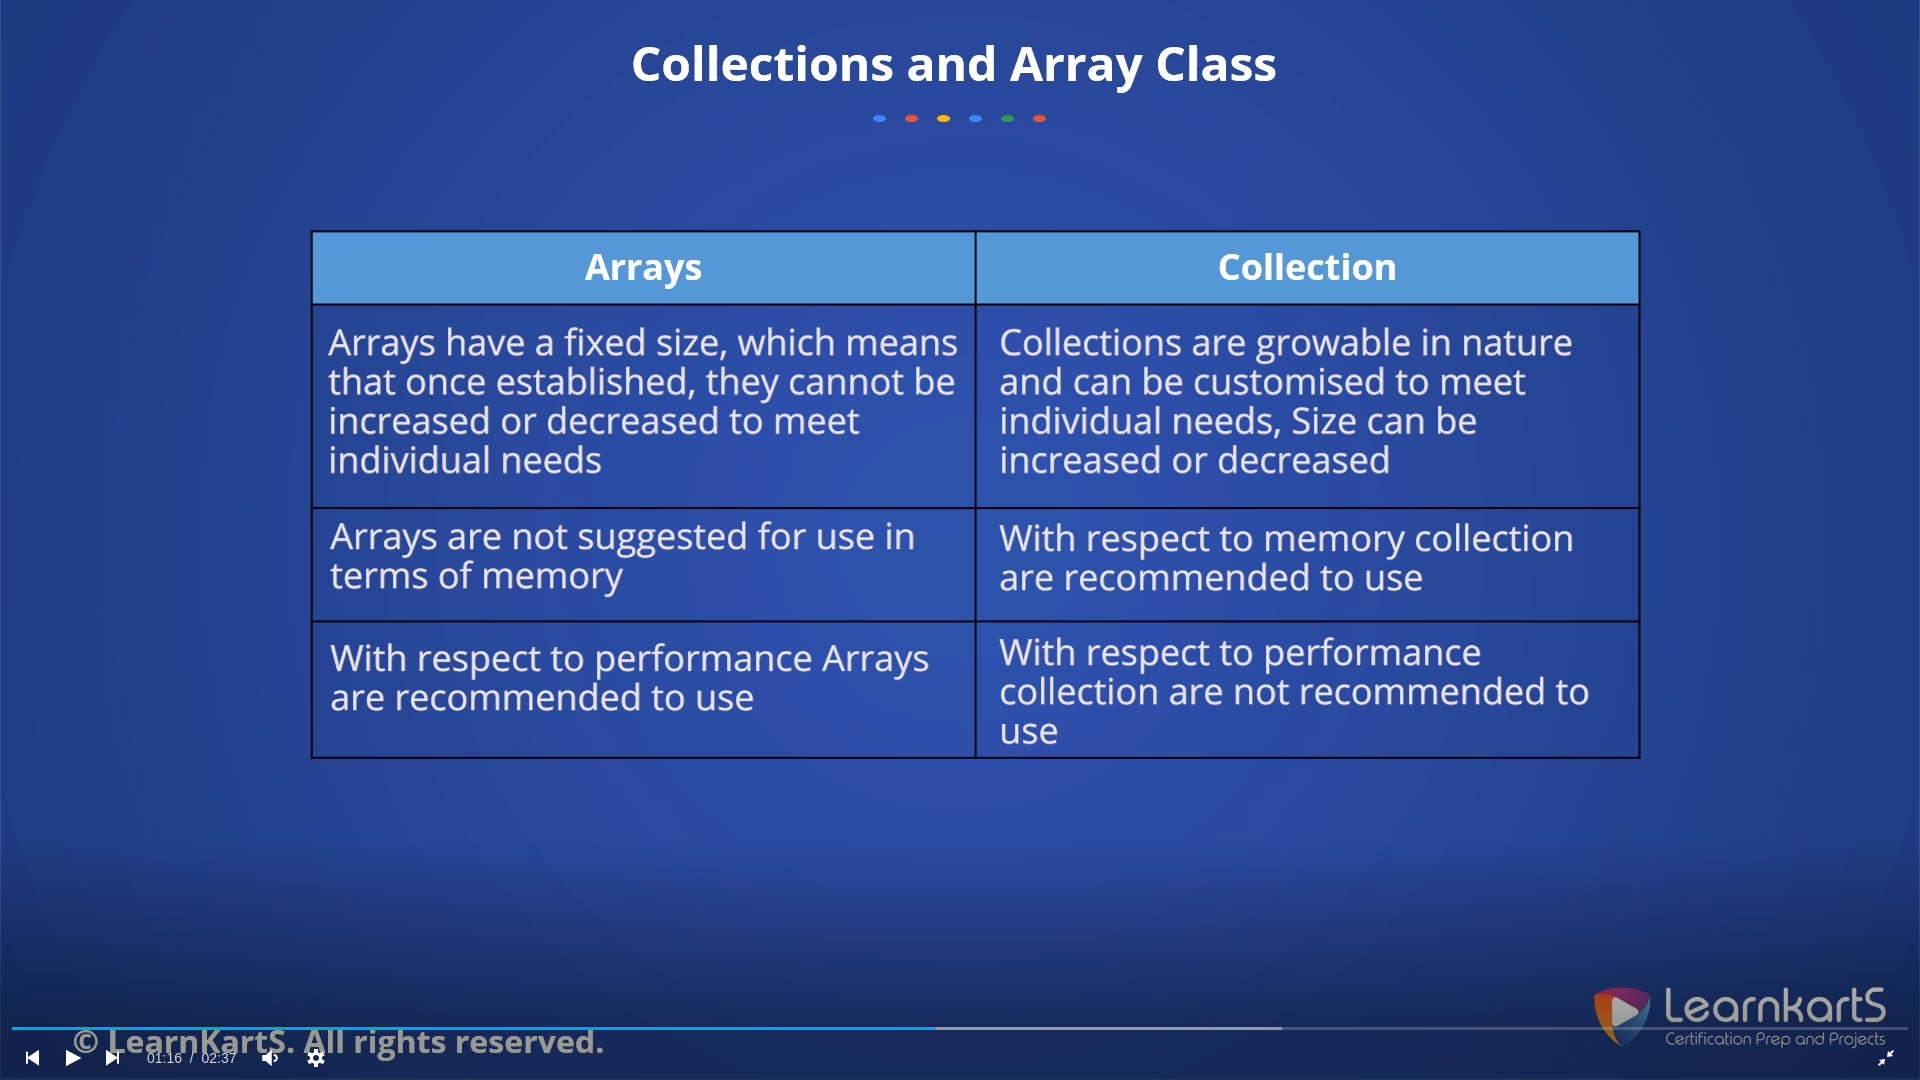 Collections and Array Class
Arrays
Collection
Arrays have a fixed size, which means
that once established, they cannot be
increased or decreased to meet
individual needs
Collections are growable in nature
and can be customised to meet
individual needs, Size can be
increased or decreased
Arrays are not suggested for use in
terms of memory
With respect to memory collection
are recommended to use
With respect to performance Arrays
are recommended to use
With respect to performance
collection are not recommended to
use
LearnkartS
Certification Prep and Projects
© LearnKartS. All rights reserved.
01:16 / 02:37